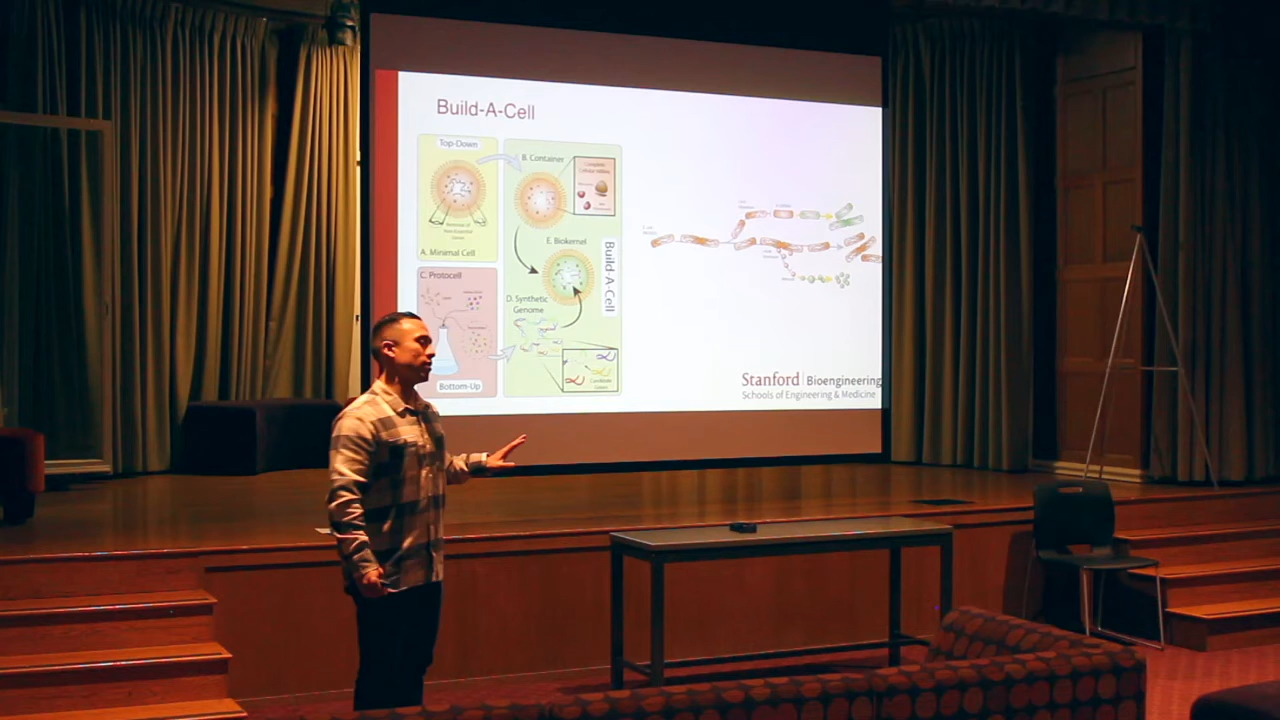 Build-A-Cell
Top-Down
A. Minimal Cell
B. Container
E. Biokernel
Build-A-Cell
C. Protocell
D. Synthetic
Genome
Candidate
Bottom-Up
Stanford | Bioengineering
Schools of Engineering & Medicine